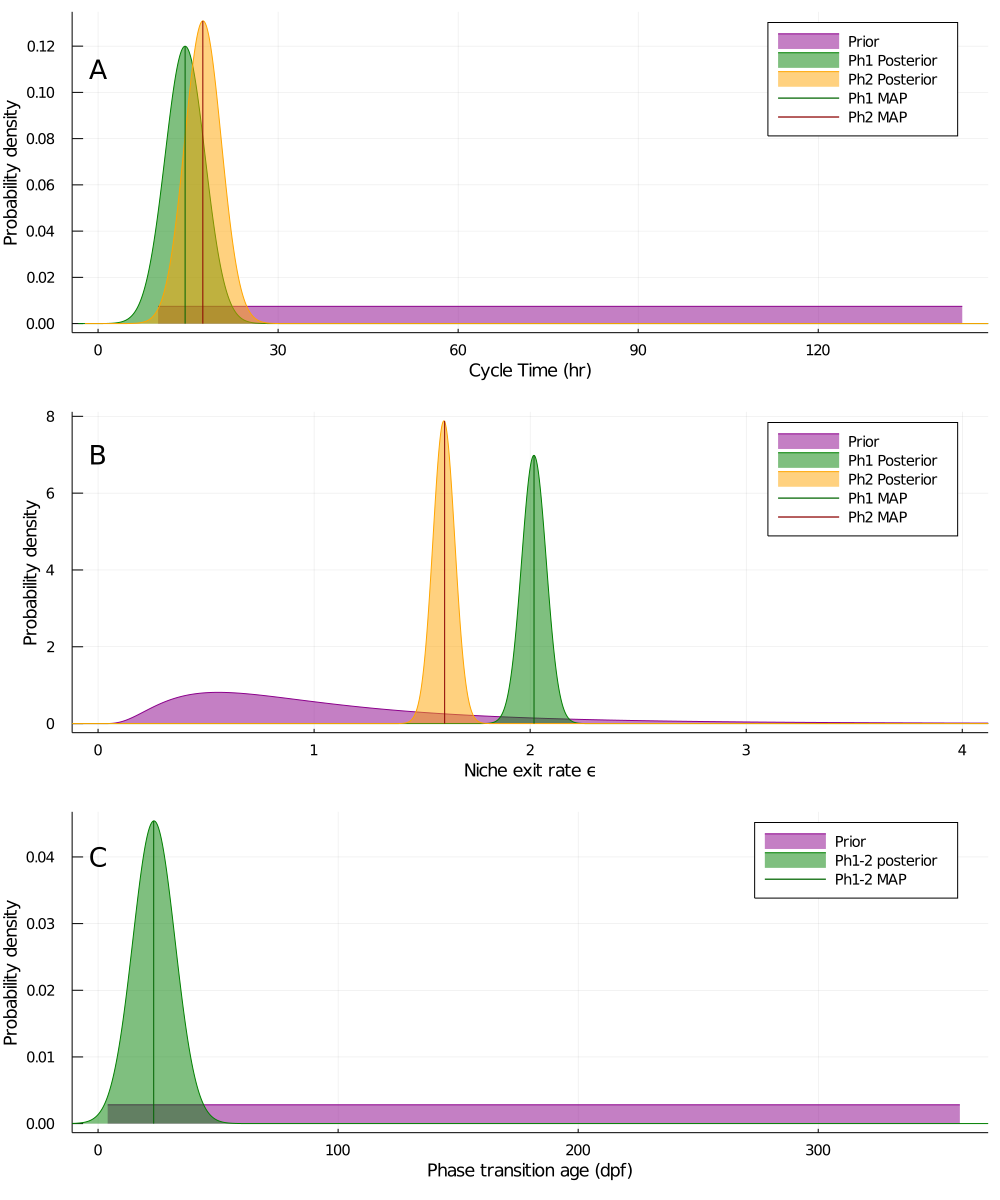 A
Probability density
0.12
0.10
0.08
0.06
0.04
0.02
0.00
0 30 60 90 120
Cycle Time (hr)
Prior
Ph1 Posterior
Ph2 Posterior
Ph1 MAP
Ph2 MAP
B
Probability density
8
6
4
2
0
0 1 2 3 4
Niche exit rate ϵ
Prior
Ph1 Posterior
Ph2 Posterior
Ph1 MAP
Ph2 MAP
C
Probability density
0.04
0.03
0.02
0.01
0.00
0 100 200 300
Phase transition age (dpf)
Prior
Ph1-2 posterior
Ph1-2 MAP